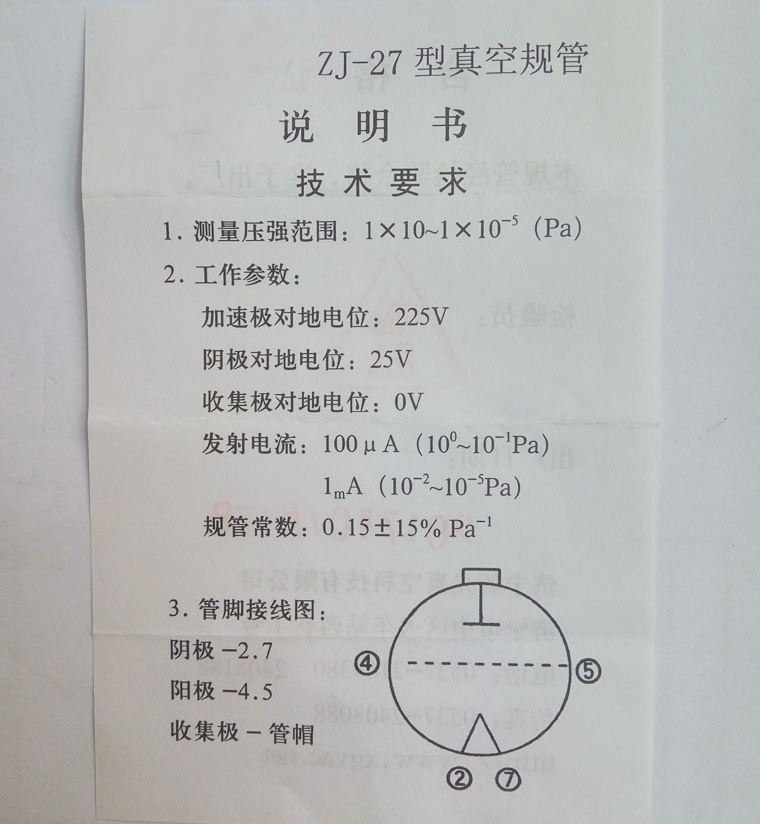 ZJ-27 型真空规管
说 明 书
技 术 要 求
1. 测量压强范围: 1×10~1×10⁻⁵ (Pa)
2. 工作参数:
加速极对地电位: 225V
阴极对地电位: 25V
收集极对地电位: 0V
发射电流: 100μA (10⁰~10⁻¹Pa)
1ₘA (10⁻²~10⁻⁵Pa)
规管常数: 0.15±15% Pa⁻¹
3. 管脚接线图:
阴极-2.7
阳极-4.5
收集极-管帽
④ ⑤
② ⑦